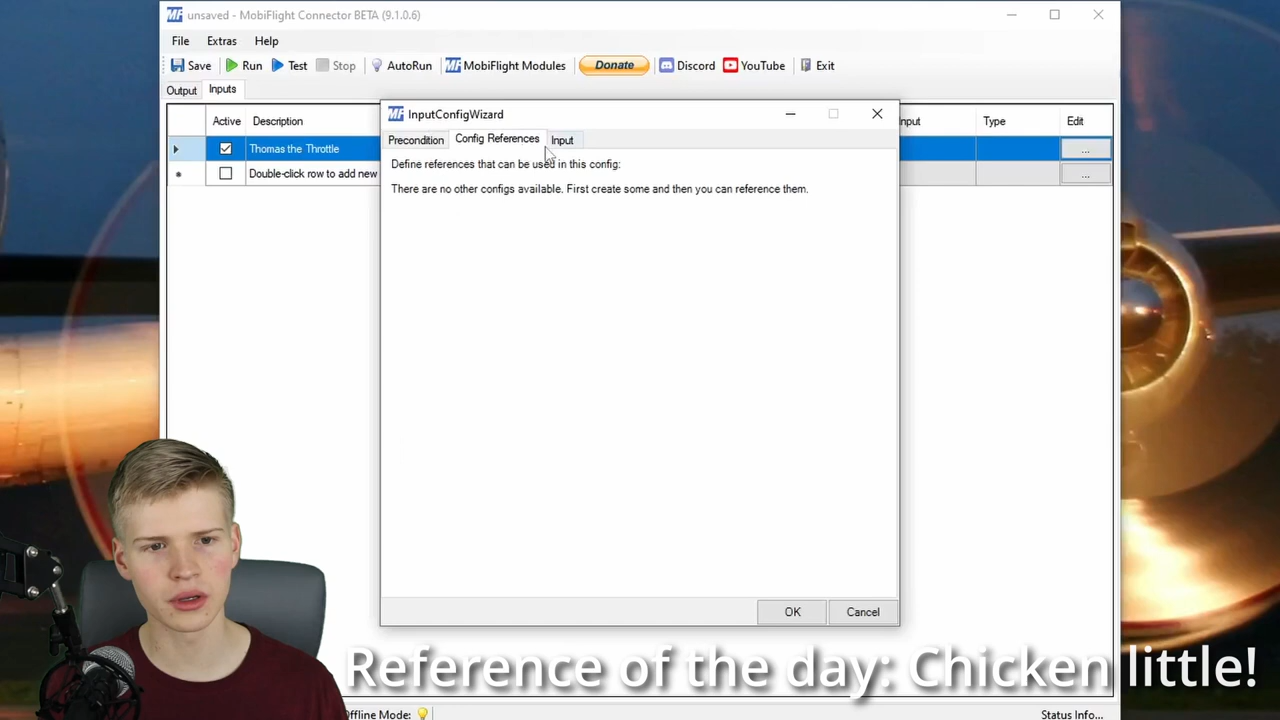 unsaved - MobiFlight Connector BETA (9.1.0.6)
File Extras Help
Save Run Test Stop AutoRun MobiFlight Modules Donate Discord YouTube Exit
Output Inputs
Active Description Type Edit
Thomas the Throttle ...
Double-click row to add new ...
InputConfigWizard
Precondition Config References Input
Define references that can be used in this config:
There are no other configs available. First create some and then you can reference them.
OK Cancel
Reference of the day: Chicken little!
Offline Mode: Status Info...